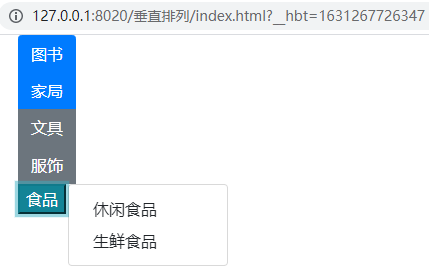 127.0.0.1:8020/垂直排列/index.html?__hbt=1631267726347
图书
家局
文具
服饰
食品
休闲食品
生鲜食品